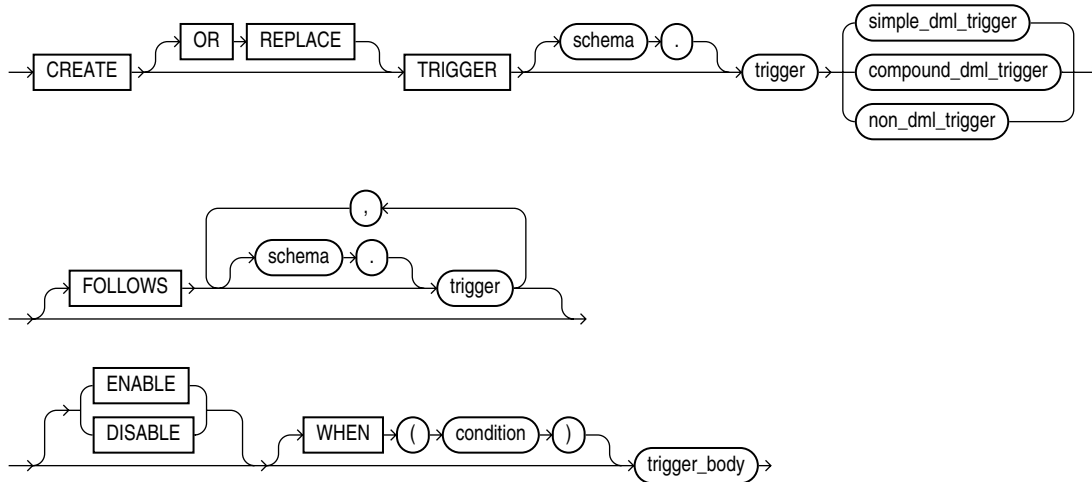 CREATE OR REPLACE TRIGGER schema . trigger simple_dml_trigger
compound_dml_trigger
non_dml_trigger
,
FOLLOWS schema . trigger
ENABLE
DISABLE
WHEN ( condition ) trigger_body